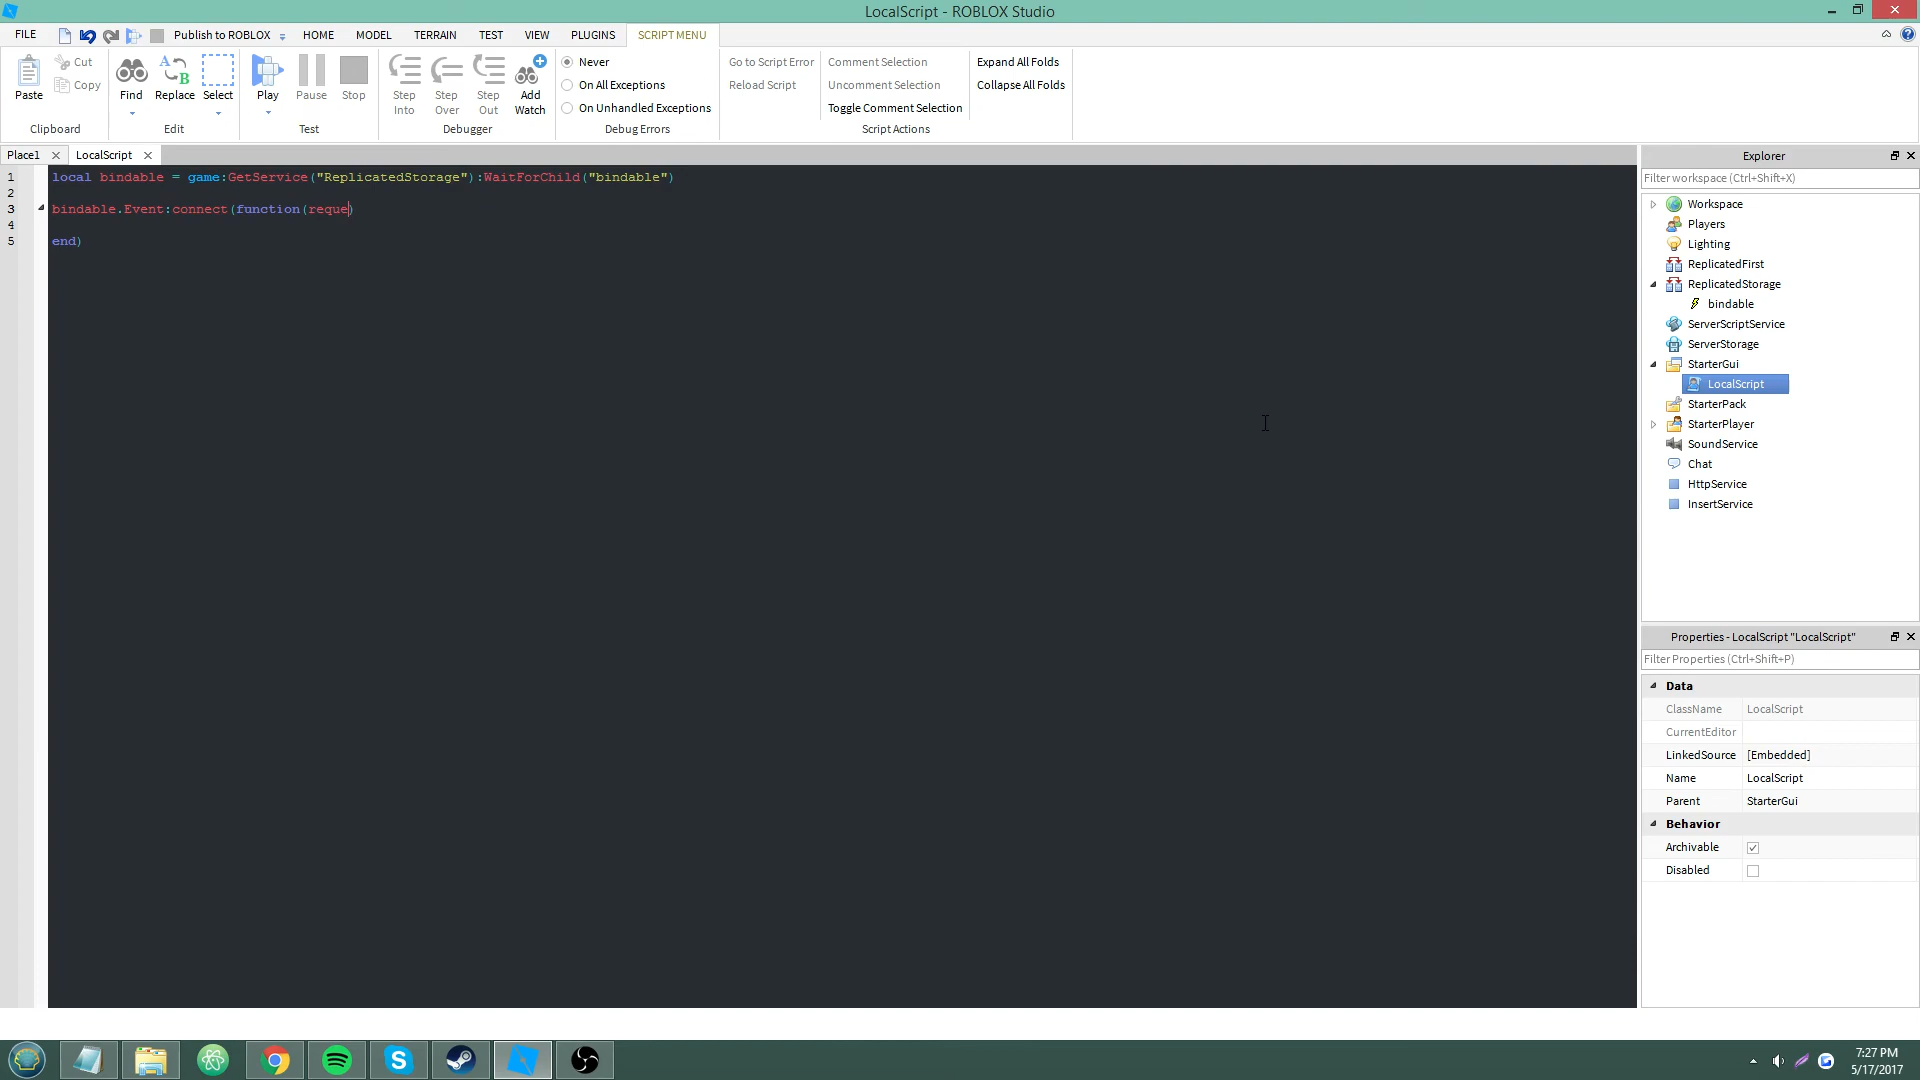 LocalScript - ROBLOX Studio
FILE Publish to ROBLOX HOME MODEL TERRAIN TEST VIEW PLUGINS SCRIPT MENU
Paste Cut Copy Clipboard
Find Replace Select Edit
Play Pause Stop Test
Step Into Step Over Step Out Add Watch Debugger
Never
On All Exceptions
On Unhandled Exceptions
Debug Errors
Go to Script Error Comment Selection
Reload Script Uncomment Selection
Toggle Comment Selection
Script Actions
Expand All Folds
Collapse All Folds
Place1 LocalScript
1 local bindable = game:GetService("ReplicatedStorage"):WaitForChild("bindable")
2
3 bindable.Event:connect(function(reque)
4
5 end)
Explorer
Filter workspace (Ctrl+Shift+X)
Workspace
Players
Lighting
ReplicatedFirst
ReplicatedStorage
bindable
ServerScriptService
ServerStorage
StarterGui
LocalScript
StarterPack
StarterPlayer
SoundService
Chat
HttpService
InsertService
Properties - LocalScript "LocalScript"
Filter Properties (Ctrl+Shift+P)
Data
ClassName LocalScript
CurrentEditor
LinkedSource [Embedded]
Name LocalScript
Parent StarterGui
Behavior
Archivable
Disabled
7:27 PM
5/17/2017